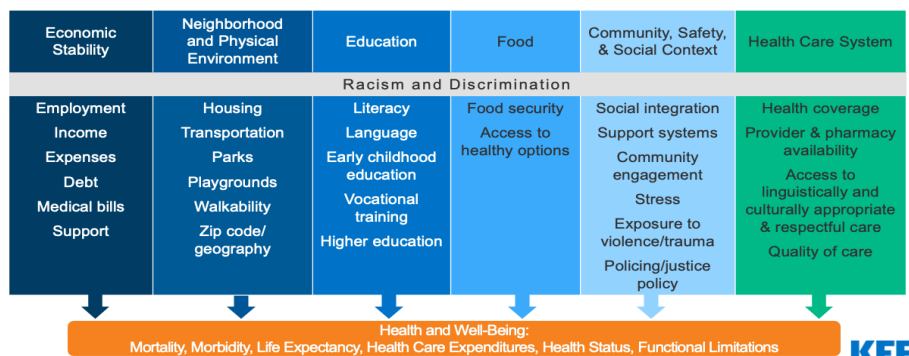 Economic
Stability
Neighborhood
and Physical
Environment
Education
Food
Community, Safety,
& Social Context
Health Care System
Racism and Discrimination
Employment
Income
Expenses
Debt
Medical bills
Support
Housing
Transportation
Parks
Playgrounds
Walkability
Zip code/
geography
Literacy
Language
Early childhood
education
Vocational
training
Higher education
Food security
Access to
healthy options
Social integration
Support systems
Community
engagement
Stress
Exposure to
violence/trauma
Policing/justice
policy
Health coverage
Provider & pharmacy
availability
Access to
linguistically and
culturally appropriate
& respectful care
Quality of care
Health and Well-Being:
Mortality, Morbidity, Life Expectancy, Health Care Expenditures, Health Status, Functional Limitations